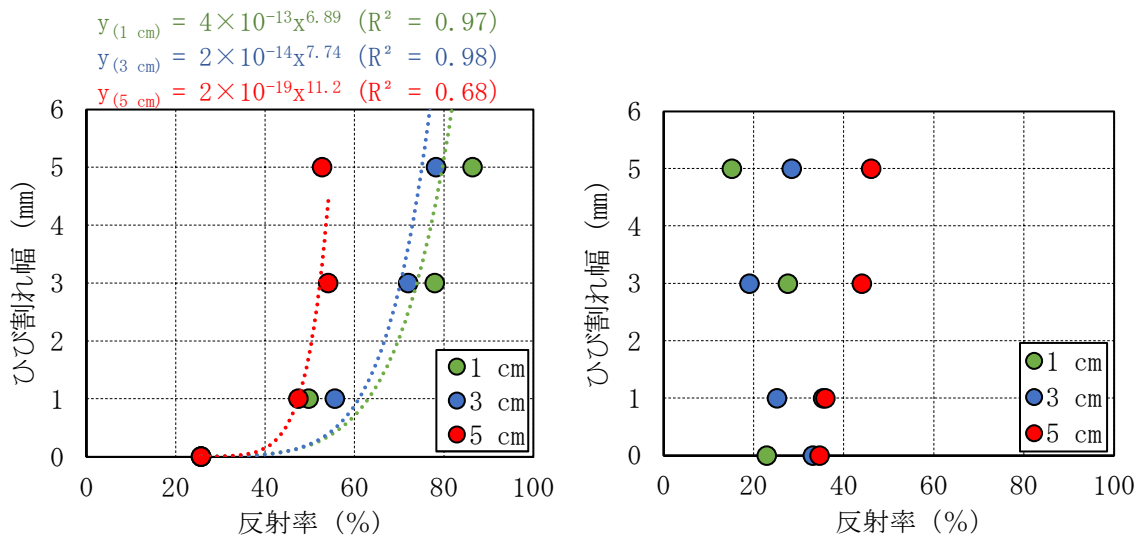 y(1 cm) = 4×10⁻¹³x⁶·⁸⁹ (R² = 0.97)
y(3 cm) = 2×10⁻¹⁴x⁷·⁷⁴ (R² = 0.98)
y(5 cm) = 2×10⁻¹⁹x¹¹·² (R² = 0.68)
ひび割れ幅 (mm)
6
5
4
3
2
1
0
0 20 40 60 80 100
反射率 (%)
1 cm
3 cm
5 cm
ひび割れ幅 (mm)
6
5
4
3
2
1
0
0 20 40 60 80 100
反射率 (%)
1 cm
3 cm
5 cm